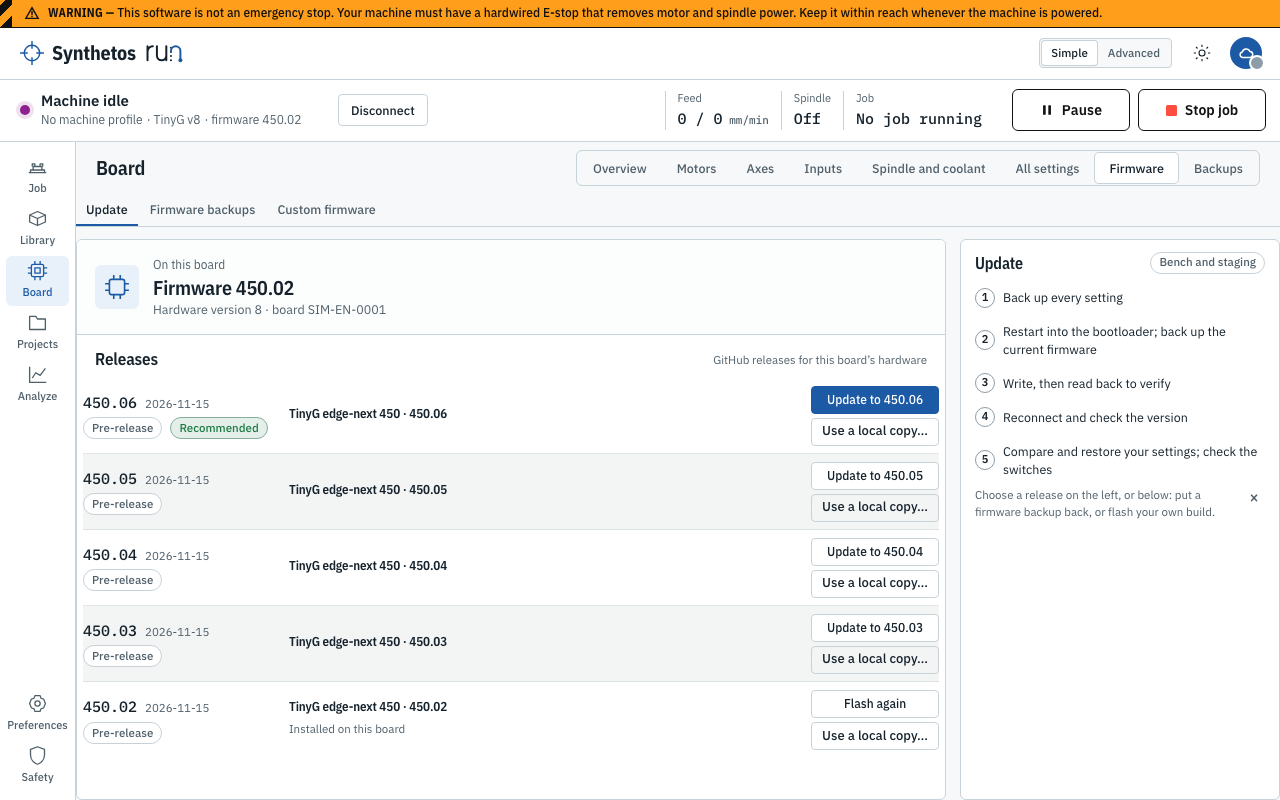 WARNING — This software is not an emergency stop. Your machine must have a hardwired E-stop that removes motor and spindle power. Keep it within reach whenever the machine is powered.
Synthetos run
Simple
Advanced
Machine idle
No machine profile · TinyG v8 · firmware 450.02
Disconnect
Feed
0 / 0 mm/min
Spindle
Off
Job
No job running
Pause
Stop job
Job
Library
Board
Projects
Analyze
Preferences
Safety
Board
Overview
Motors
Axes
Inputs
Spindle and coolant
All settings
Firmware
Backups
Update
Firmware backups
Custom firmware
On this board
Firmware 450.02
Hardware version 8 · board SIM-EN-0001
Releases
GitHub releases for this board's hardware
450.06 2026-11-15
Pre-release
Recommended
TinyG edge-next 450 · 450.06
Update to 450.06
Use a local copy...
450.05 2026-11-15
Pre-release
TinyG edge-next 450 · 450.05
Update to 450.05
Use a local copy...
450.04 2026-11-15
Pre-release
TinyG edge-next 450 · 450.04
Update to 450.04
Use a local copy...
450.03 2026-11-15
Pre-release
TinyG edge-next 450 · 450.03
Update to 450.03
Use a local copy...
450.02 2026-11-15
Pre-release
TinyG edge-next 450 · 450.02
Installed on this board
Flash again
Use a local copy...
Update
Bench and staging
1 Back up every setting
2 Restart into the bootloader; back up the
current firmware
3 Write, then read back to verify
4 Reconnect and check the version
5 Compare and restore your settings; check the
switches
Choose a release on the left, or below: put a
firmware backup back, or flash your own build.
×